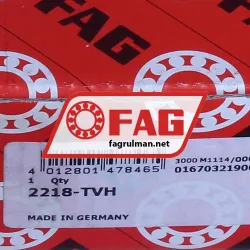 FAG
FAG
fagrulman.net
3000 M1114/00
4 012801 478465
01670321900
1 Qty
2218-TVH
MADE IN GERMANY